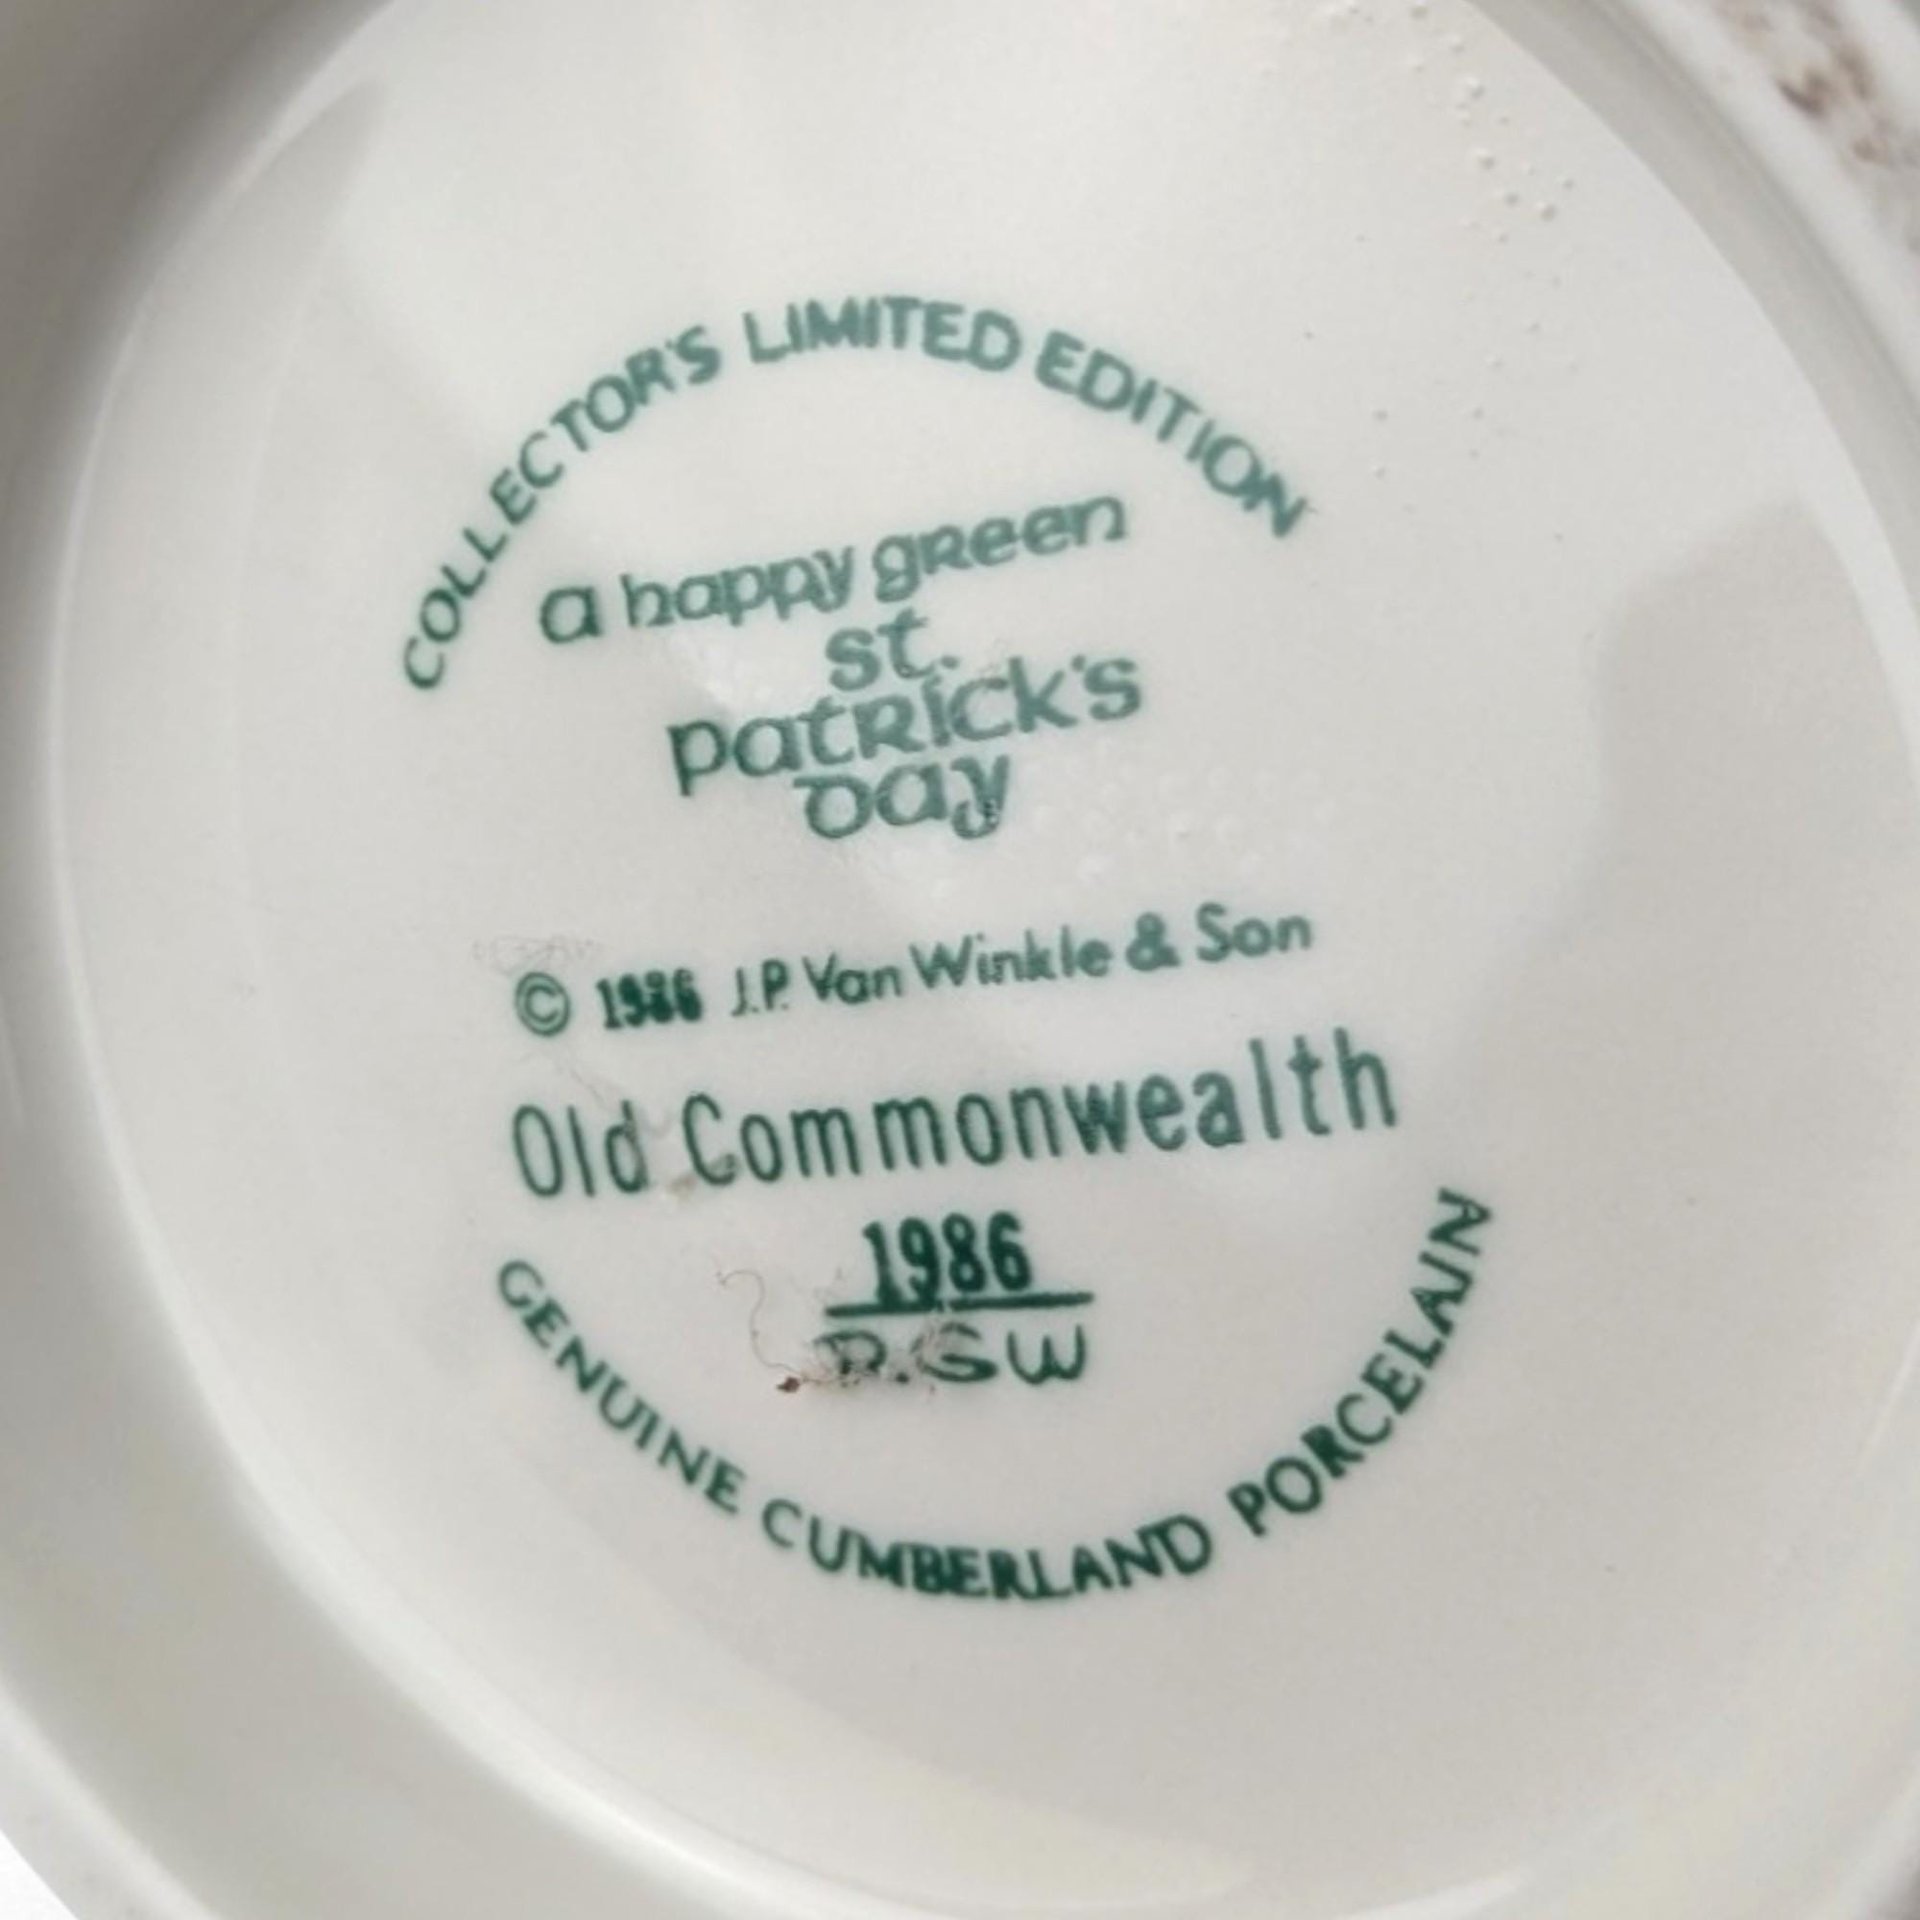 COLLECTOR'S LIMITED EDITION
a happy green
st.
patrick's
day
© 1986 J.P. Van Winkle & Son
Old Commonwealth
1986
GENUINE CUMBERLAND PORCELAIN